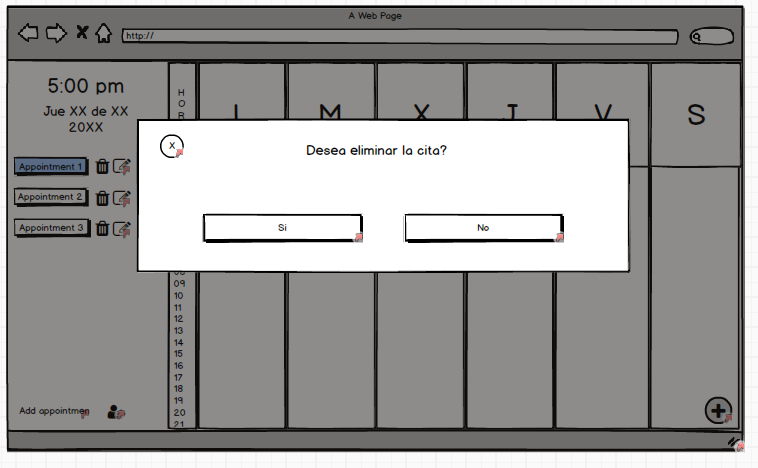 A Web Page
http://
5:00 pm
Jue XX de XX
20XX
H
O
R
L
M
X
J
V
S
X
Desea eliminar la cita?
Si
No
Appointment 1
Appointment 2
Appointment 3
09
10
11
12
13
14
15
16
17
18
19
20
21
Add appointmen